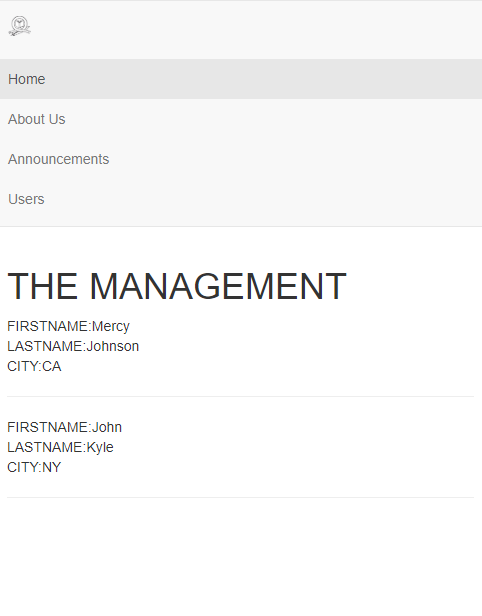 Home
About Us
Announcements
Users
THE MANAGEMENT
FIRSTNAME:Mercy
LASTNAME:Johnson
CITY:CA
FIRSTNAME:John
LASTNAME:Kyle
CITY:NY